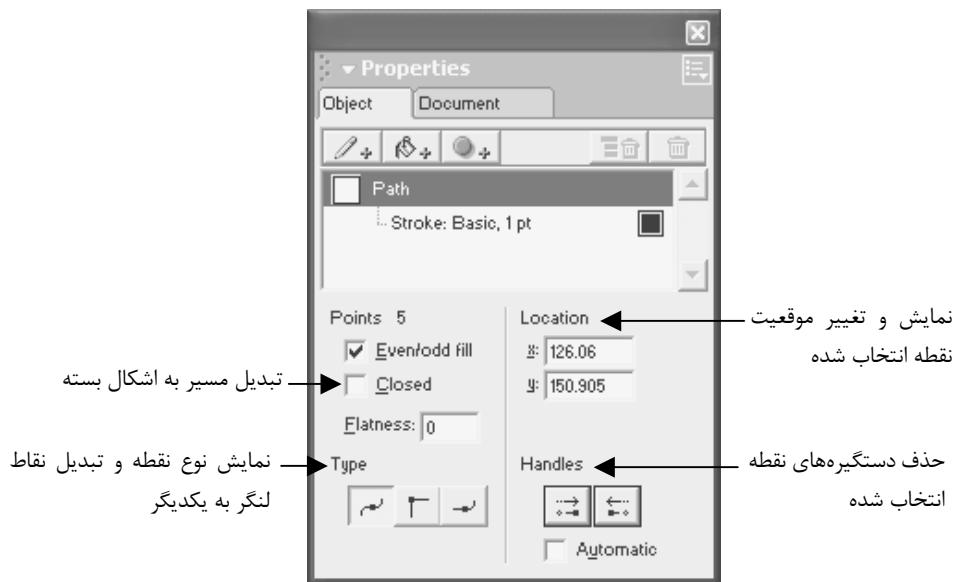 Properties
Object Document
Path
Stroke: Basic, 1 pt
Points 5
Even/odd fill
Closed
Flatness: 0
Type
Location
x: 126.06
y: 150.905
Handles
Automatic
نمایش و تغییر موقعیت
نقطه انتخاب شده
تبدیل مسیر به اشکال بسته
نمایش نوع نقطه و تبدیل نقاط
لنگر به یکدیگر
حذف دستگیره‌های نقطه
انتخاب شده